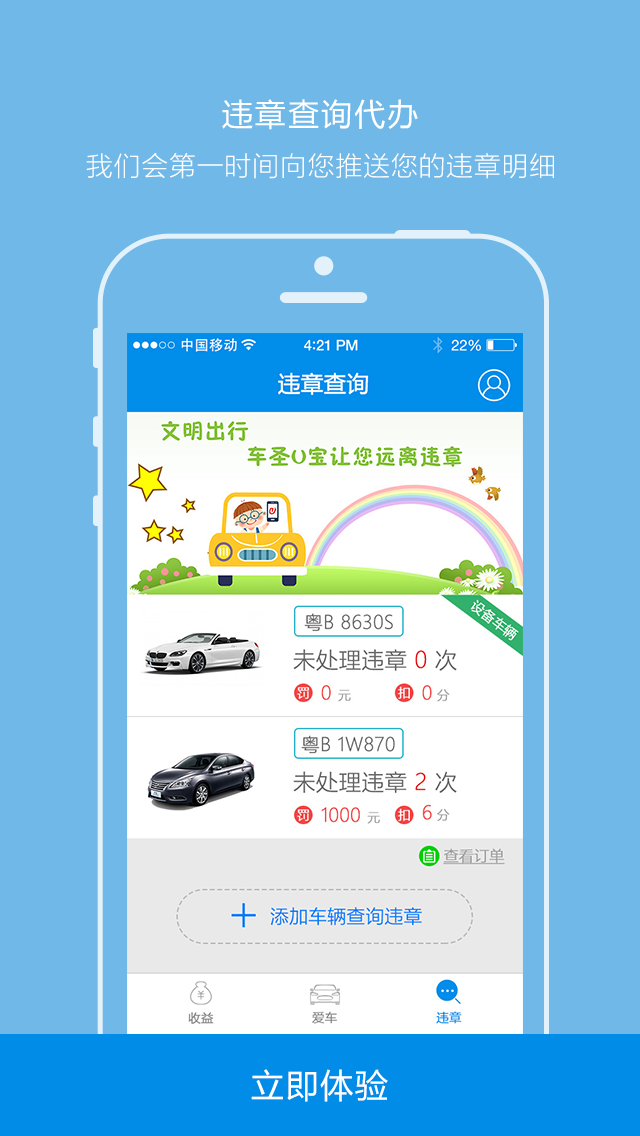 违章查询代办
我们会第一时间向您推送您的违章明细
中国移动 4:21 PM 22%
违章查询
文明出行
车圣U宝让您远离违章
设备车辆
粤B 8630S
未处理违章 0 次
罚 0 元 扣 0 分
粤B 1W870
未处理违章 2 次
罚 1000 元 扣 6 分
查看订单
添加车辆查询违章
收益 爱车 违章
立即体验